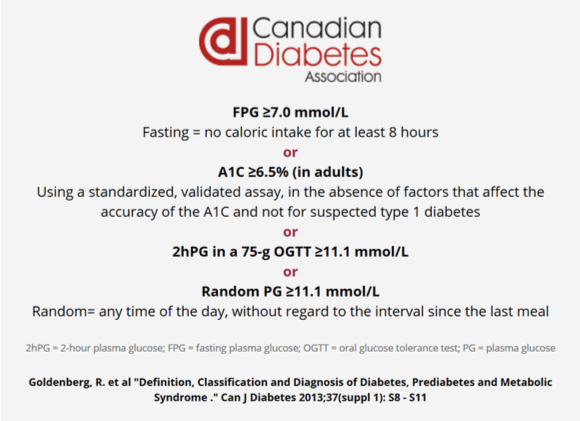 Canadian
Diabetes
Association
FPG ≥7.0 mmol/L
Fasting = no caloric intake for at least 8 hours
or
A1C ≥6.5% (in adults)
Using a standardized, validated assay, in the absence of factors that affect the
accuracy of the A1C and not for suspected type 1 diabetes
or
2hPG in a 75-g OGTT ≥11.1 mmol/L
or
Random PG ≥11.1 mmol/L
Random= any time of the day, without regard to the interval since the last meal
2hPG = 2-hour plasma glucose; FPG = fasting plasma glucose; OGTT = oral glucose tolerance test; PG = plasma glucose
Goldenberg, R. et al "Definition, Classification and Diagnosis of Diabetes, Prediabetes and Metabolic
Syndrome ." Can J Diabetes 2013;37(suppl 1): S8 - S11